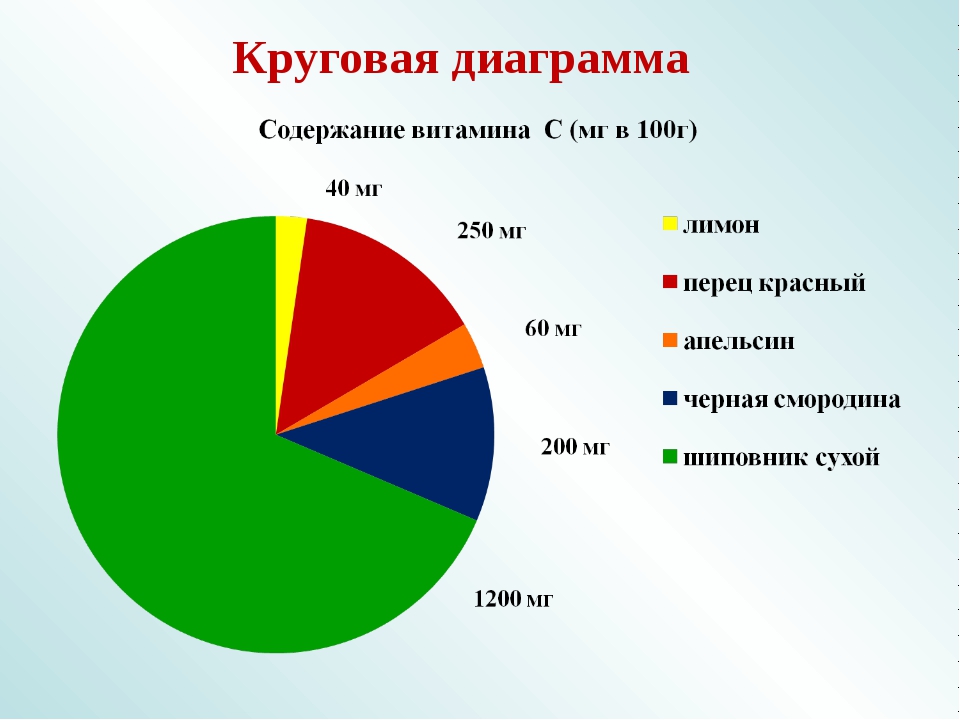 Круговая диаграмма
Содержание витамина С (мг в 100г)
40 мг
250 мг
60 мг
200 мг
1200 мг
лимон
перец красный
апельсин
черная смородина
шиповник сухой